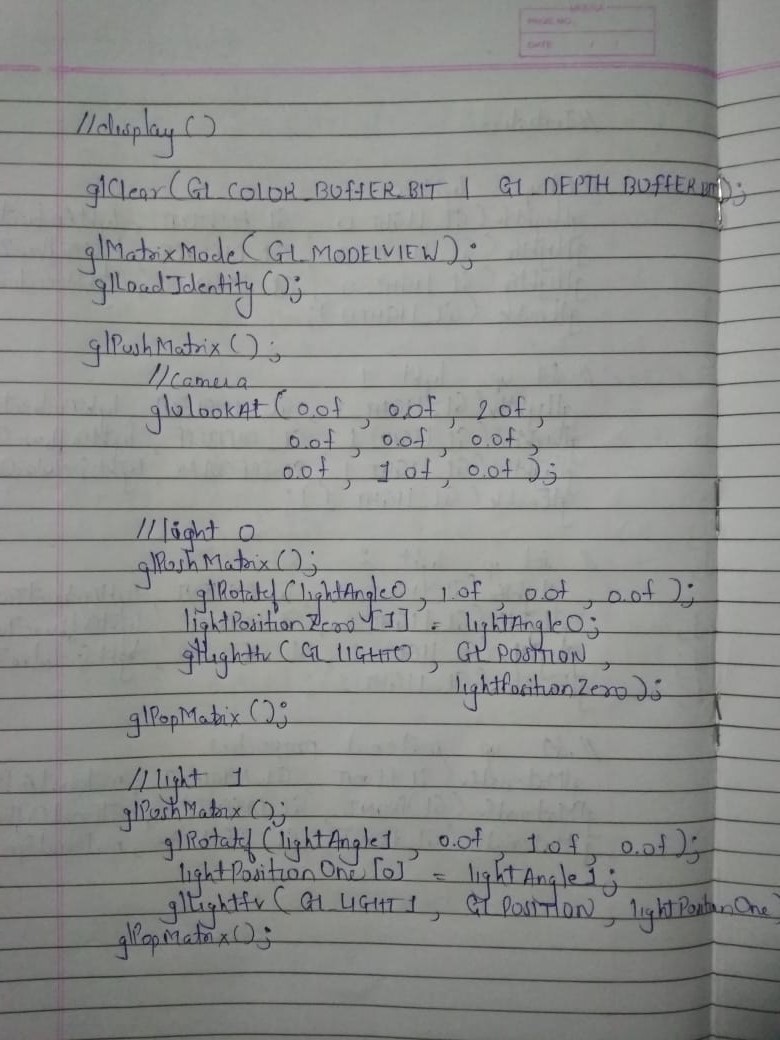 PAGE NO.
DATE / /
//display ()
glClear(GL_COLOR_BUFFER_BIT | GL_DEPTH_BUFFER_BIT);
glMatrixMode(GL_MODELVIEW);
glLoadIdentity();
glPushMatrix();
//Camera
gluLookAt (0.0f, 0.0f, 2.0f,
0.0f, 0.0f, 0.0f,
0.0f, 1.0f, 0.0f);
//light 0
glPushMatrix();
glRotatef(lightAngle0, 1.0f, 0.0f, 0.0f);
lightPositionZero[1] = lightAngle0;
glLightfv(GL_LIGHT0, GL_POSITION,
lightPositionZero);
glPopMatrix();
//light 1
glPushMatrix();
glRotatef(lightAngle1, 0.0f, 1.0f, 0.0f);
lightPositionOne[0] = lightAngle1;
glLightfv(GL_LIGHT1, GL_POSITION, lightPositionOne)
glPopMatrix();